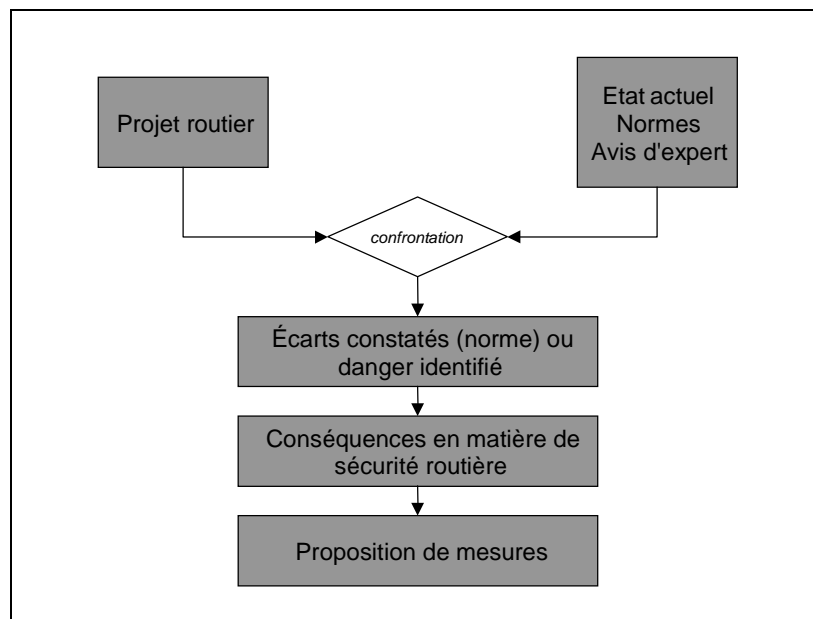 Projet routier
Etat actuel
Normes
Avis d'expert
confrontation
Écarts constatés (norme) ou
danger identifié
Conséquences en matière de
sécurité routière
Proposition de mesures